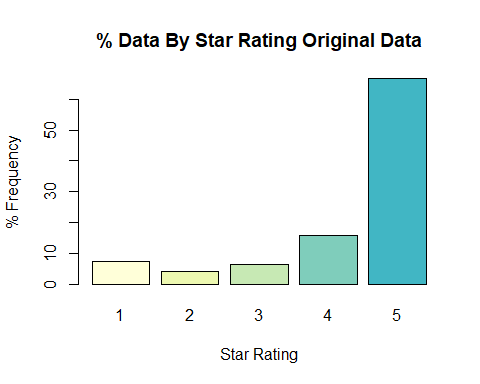 % Data By Star Rating Original Data
% Frequency
50
30
10
0
1 2 3 4 5
Star Rating